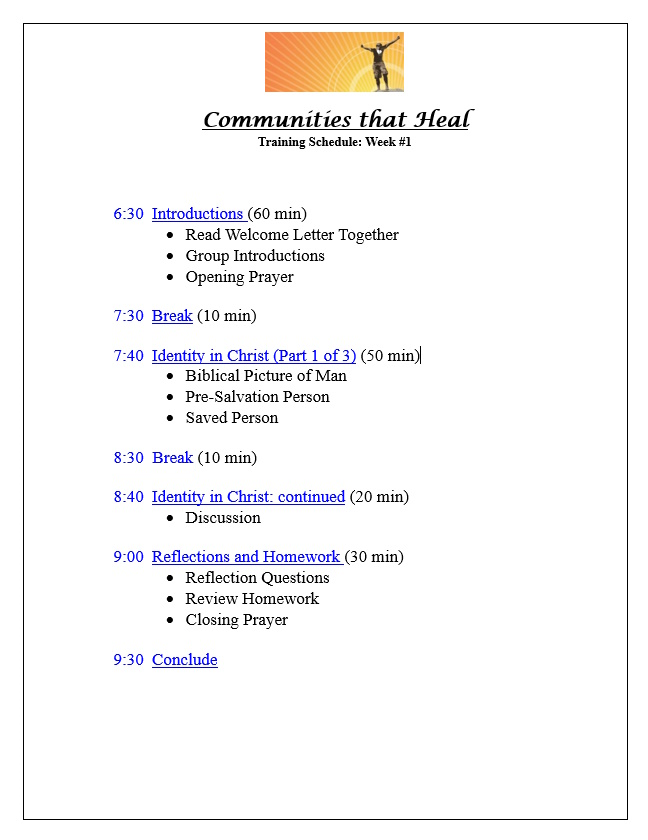 Communities that Heal
Training Schedule: Week #1
6:30 Introductions (60 min)
• Read Welcome Letter Together
• Group Introductions
• Opening Prayer
7:30 Break (10 min)
7:40 Identity in Christ (Part 1 of 3) (50 min)
• Biblical Picture of Man
• Pre-Salvation Person
• Saved Person
8:30 Break (10 min)
8:40 Identity in Christ: continued (20 min)
• Discussion
9:00 Reflections and Homework (30 min)
• Reflection Questions
• Review Homework
• Closing Prayer
9:30 Conclude